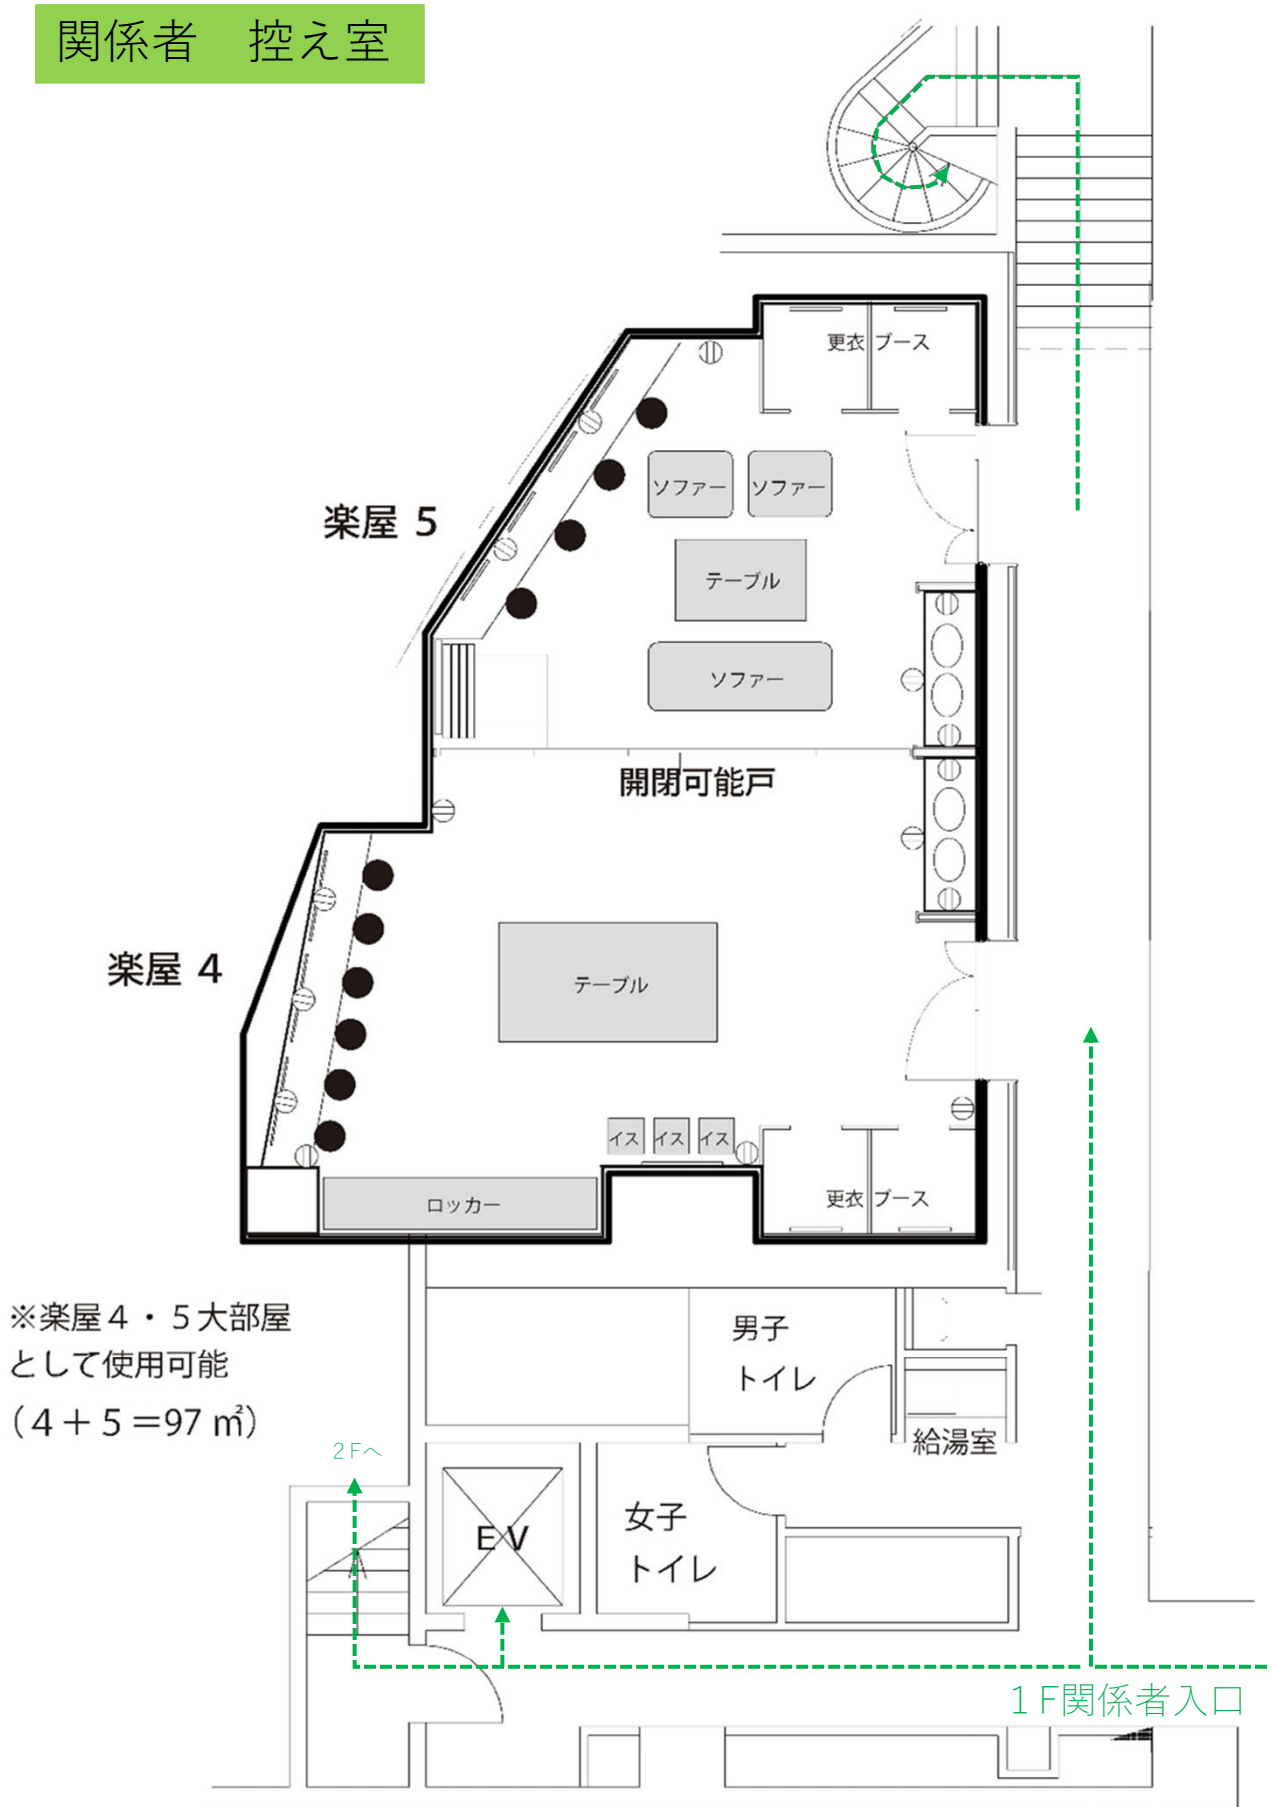 関係者　控え室
更衣 ブース
ソファー ソファー
楽屋 5
テーブル
ソファー
開閉可能戸
楽屋 4
テーブル
イス イス イス
ロッカー
更衣 ブース
※楽屋４・５大部屋
として使用可能
（４＋５＝97 ㎡）
男子
トイレ
給湯室
2Fへ
女子
トイレ
EV
１F関係者入口